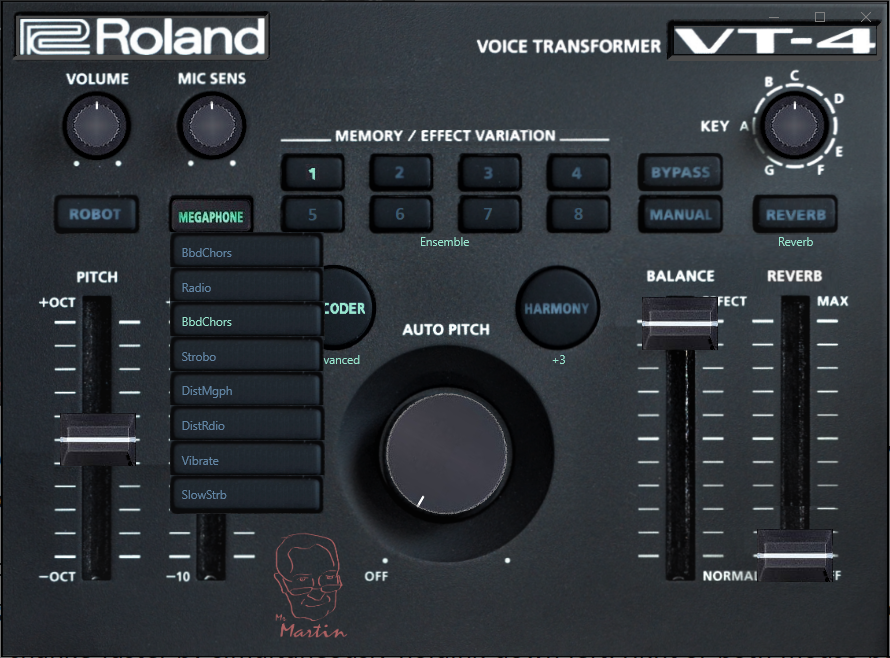 Roland
VOICE TRANSFORMER VT-4
VOLUME
MIC SENS
MEMORY / EFFECT VARIATION
KEY
A
B
C
D
E
F
G
1
2
3
4
BYPASS
ROBOT
MEGAPHONE
5
6
7
8
MANUAL
REVERB
Ensemble
Reverb
BbdChors
Radio
BbdChors
Strobo
DistMgph
DistRdio
Vibrate
SlowStrb
PITCH
+OCT
-OCT
-10
CODER
vanced
HARMONY
+3
AUTO PITCH
OFF
BALANCE
FECT
NORMAL
REVERB
MAX
FF
Martin